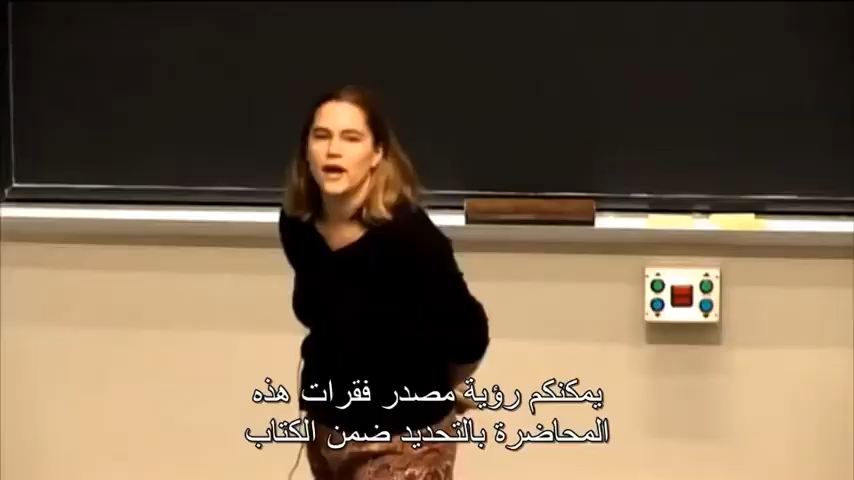 يمكنكم رؤية مصدر فقرات هذه
المحاضرة بالتحديد ضمن الكتاب